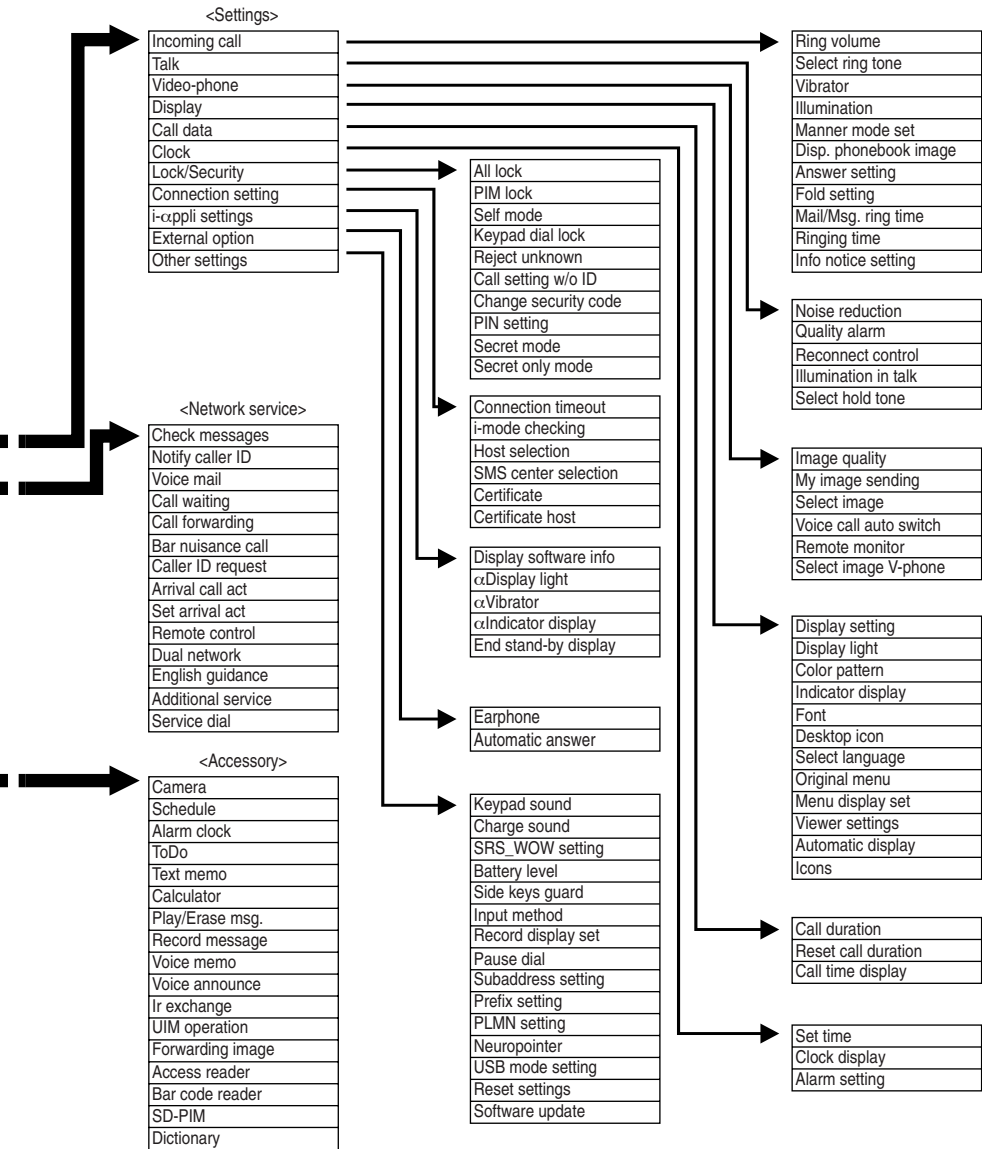 <Settings>
Incoming call
Talk
Video-phone
Display
Call data
Clock
Lock/Security
Connection setting
i-αppli settings
External option
Other settings
<Network service>
Check messages
Notify caller ID
Voice mail
Call waiting
Call forwarding
Bar nuisance call
Caller ID request
Arrival call act
Set arrival act
Remote control
Dual network
English guidance
Additional service
Service dial
<Accessory>
Camera
Schedule
Alarm clock
ToDo
Text memo
Calculator
Play/Erase msg.
Record message
Voice memo
Voice announce
Ir exchange
UIM operation
Forwarding image
Access reader
Bar code reader
SD-PIM
Dictionary
All lock
PIM lock
Self mode
Keypad dial lock
Reject unknown
Call setting w/o ID
Change security code
PIN setting
Secret mode
Secret only mode
Connection timeout
i-mode checking
Host selection
SMS center selection
Certificate
Certificate host
Display software info
αDisplay light
αVibrator
αIndicator display
End stand-by display
Earphone
Automatic answer
Keypad sound
Charge sound
SRS_WOW setting
Battery level
Side keys guard
Input method
Record display set
Pause dial
Subaddress setting
Prefix setting
PLMN setting
Neuropointer
USB mode setting
Reset settings
Software update
Ring volume
Select ring tone
Vibrator
Illumination
Manner mode set
Disp. phonebook image
Answer setting
Fold setting
Mail/Msg. ring time
Ringing time
Info notice setting
Noise reduction
Quality alarm
Reconnect control
Illumination in talk
Select hold tone
Image quality
My image sending
Select image
Voice call auto switch
Remote monitor
Select image V-phone
Display setting
Display light
Color pattern
Indicator display
Font
Desktop icon
Select language
Original menu
Menu display set
Viewer settings
Automatic display
Icons
Call duration
Reset call duration
Call time display
Set time
Clock display
Alarm setting